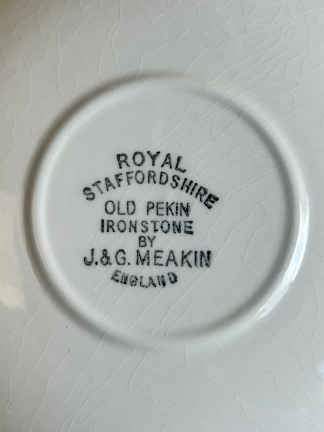 ROYAL
STAFFORDSHIRE
OLD PEKIN
IRONSTONE
BY
J.&G. MEAKIN
ENGLAND